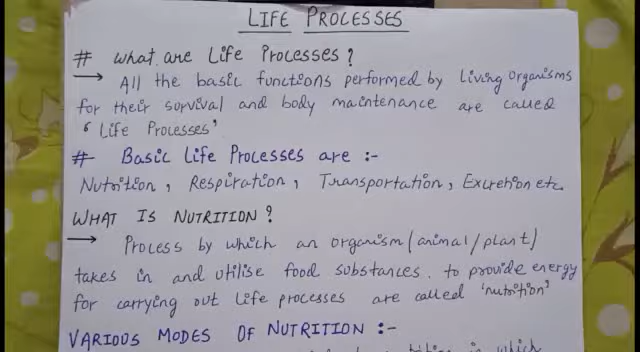 LIFE PROCESSES
# What are Life Processes?
→ All the basic functions performed by living organisms
for their survival and body maintenance are called
' Life Processes'
# Basic Life Processes are :-
Nutrition, Respiration, Transportation, Excretion etc.
WHAT IS NUTRITION?
→ Process by which an organism (animal/plant)
takes in and utilise food substances. to provide energy
for carrying out life processes are called 'nutrition'
VARIOUS MODES OF NUTRITION :-
in which